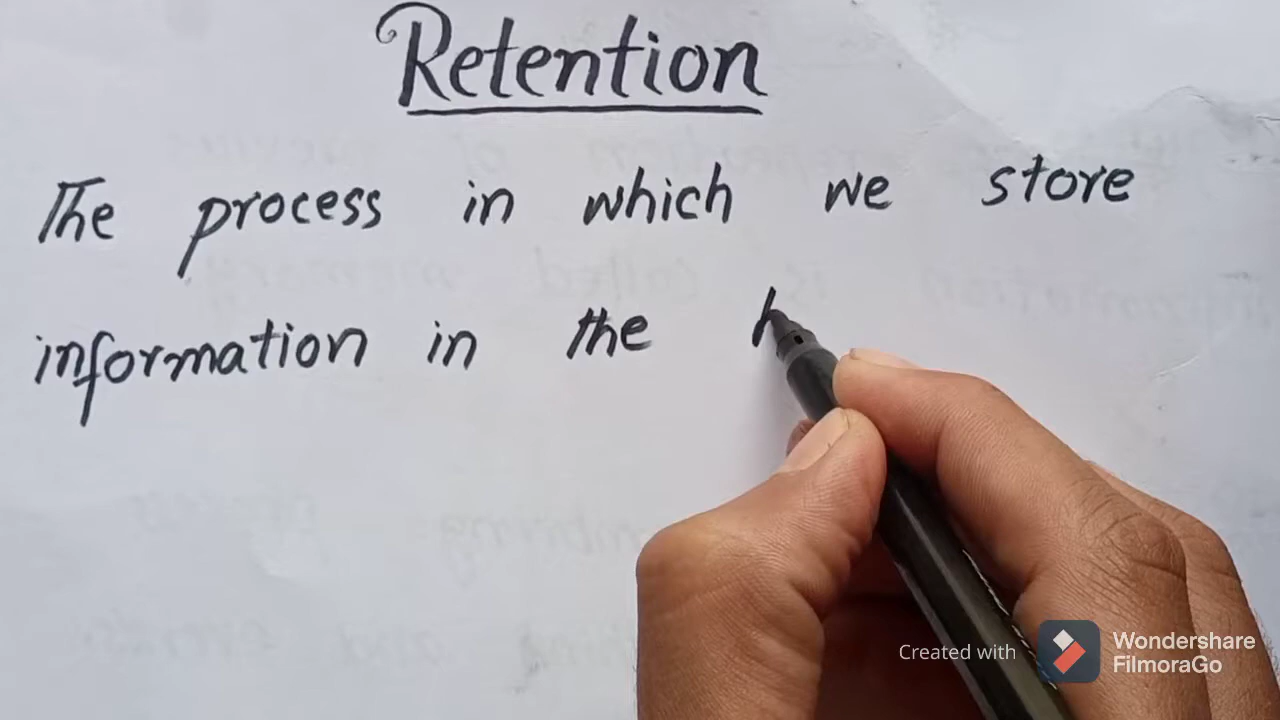 Retention
The process in which we store
information in the
Created with
Wondershare
FilmoraGo